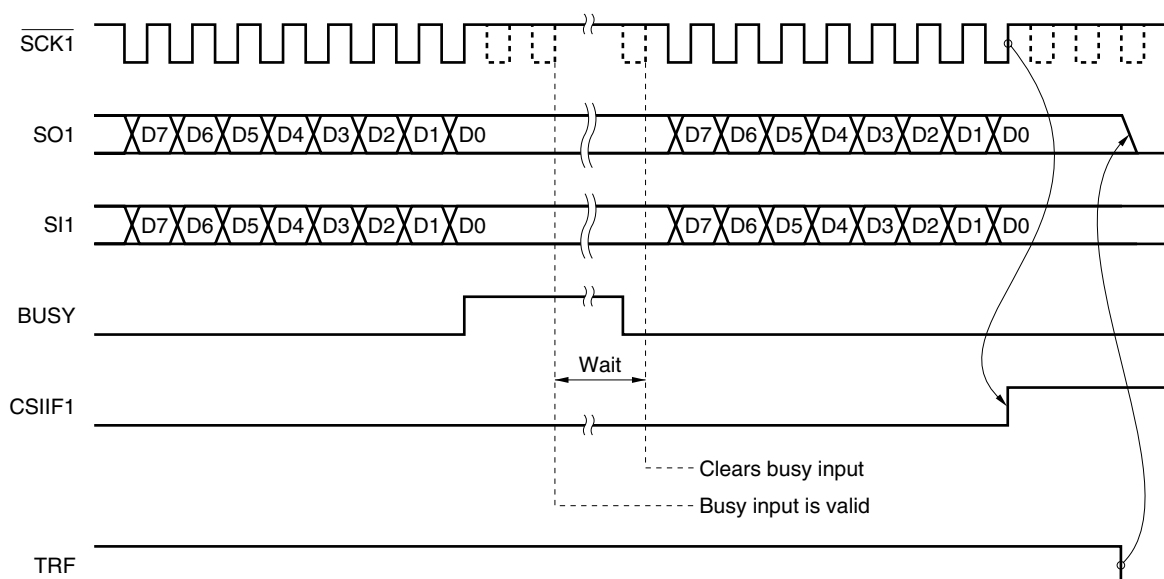 SCK1
SO1 D7 D6 D5 D4 D3 D2 D1 D0 D7 D6 D5 D4 D3 D2 D1 D0
SI1 D7 D6 D5 D4 D3 D2 D1 D0 D7 D6 D5 D4 D3 D2 D1 D0
BUSY
Wait
CSIIF1
Clears busy input
Busy input is valid
TRF